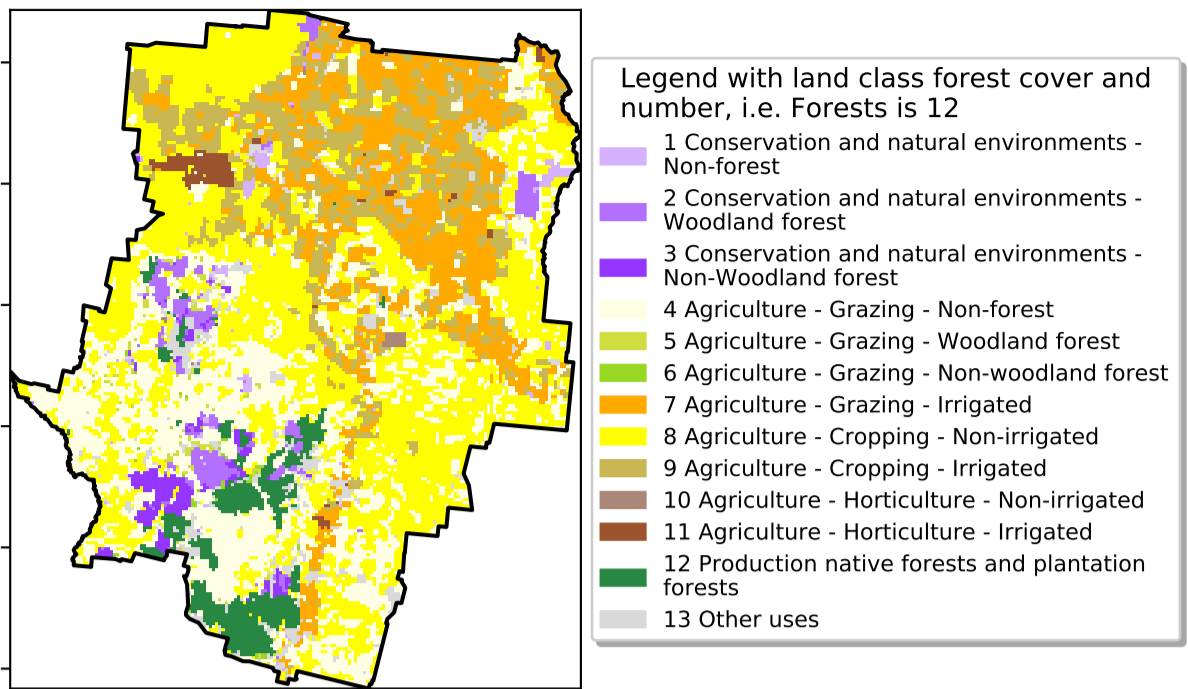 Legend with land class forest cover and
number, i.e. Forests is 12
1 Conservation and natural environments -
Non-forest
2 Conservation and natural environments -
Woodland forest
3 Conservation and natural environments -
Non-Woodland forest
4 Agriculture - Grazing - Non-forest
5 Agriculture - Grazing - Woodland forest
6 Agriculture - Grazing - Non-woodland forest
7 Agriculture - Grazing - Irrigated
8 Agriculture - Cropping - Non-irrigated
9 Agriculture - Cropping - Irrigated
10 Agriculture - Horticulture - Non-irrigated
11 Agriculture - Horticulture - Irrigated
12 Production native forests and plantation
forests
13 Other uses